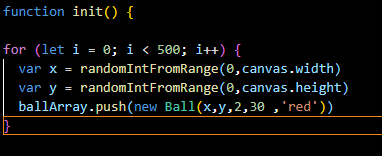 function init() {
for (let i = 0; i < 500; i++) {
var x = randomIntFromRange(0,canvas.width)
var y = randomIntFromRange(0,canvas.height)
ballArray.push(new Ball(x,y,2,30 ,'red'))
}